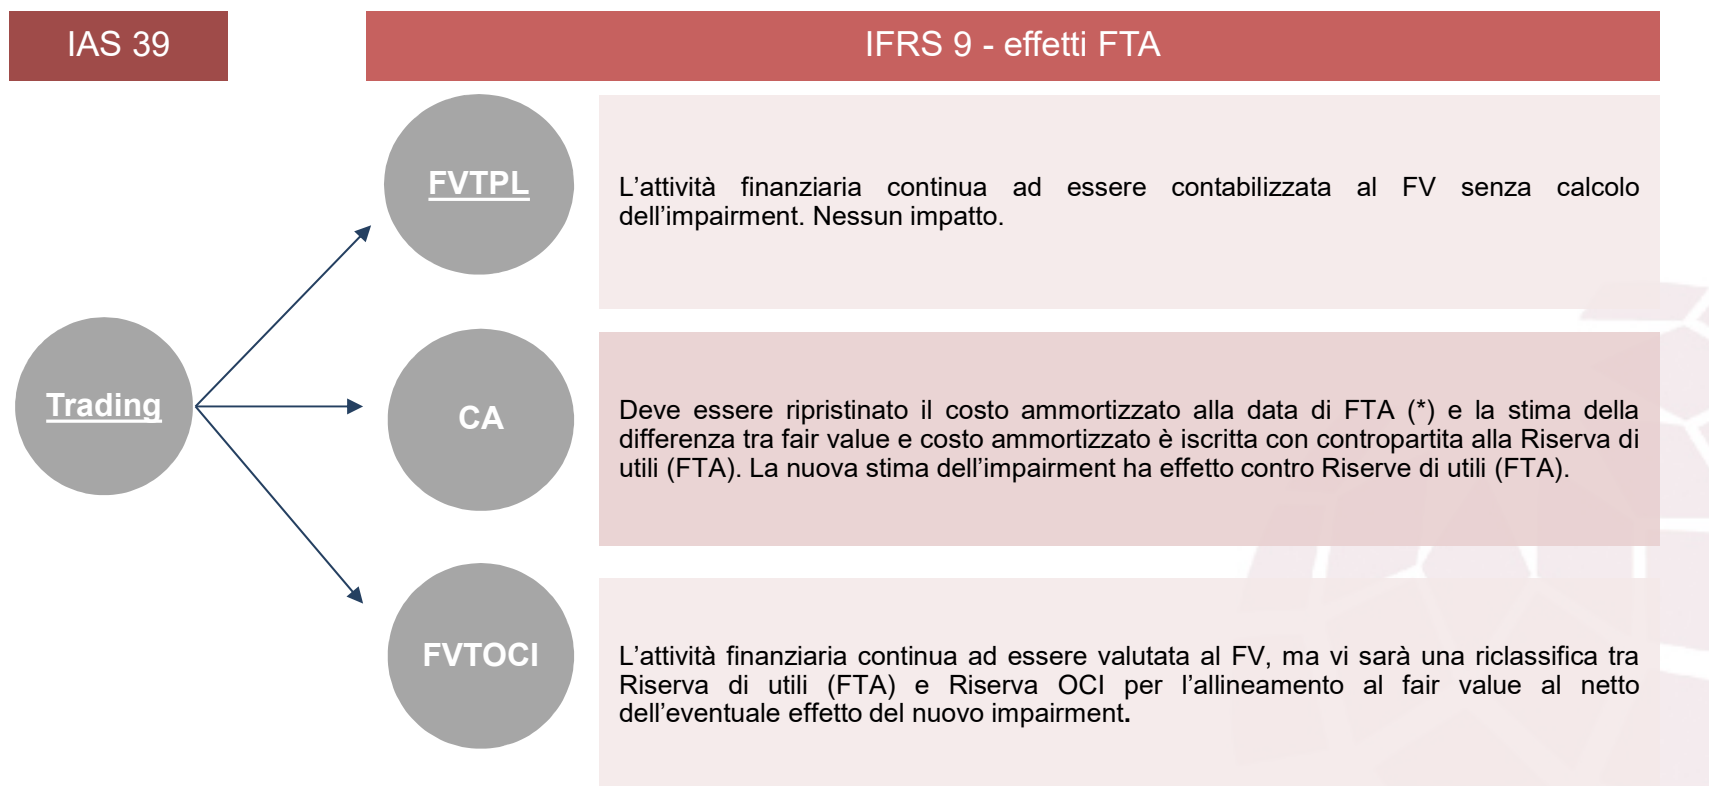 IAS 39
IFRS 9 - effetti FTA
FVTPL
L’attività finanziaria continua ad essere contabilizzata al FV senza calcolo
dell’impairment. Nessun impatto.
Trading
CA
Deve essere ripristinato il costo ammortizzato alla data di FTA (*) e la stima della
differenza tra fair value e costo ammortizzato è iscritta con contropartita alla Riserva di
utili (FTA). La nuova stima dell’impairment ha effetto contro Riserve di utili (FTA).
FVTOCI
L’attività finanziaria continua ad essere valutata al FV, ma vi sarà una riclassifica tra
Riserva di utili (FTA) e Riserva OCI per l’allineamento al fair value al netto
dell’eventuale effetto del nuovo impairment.